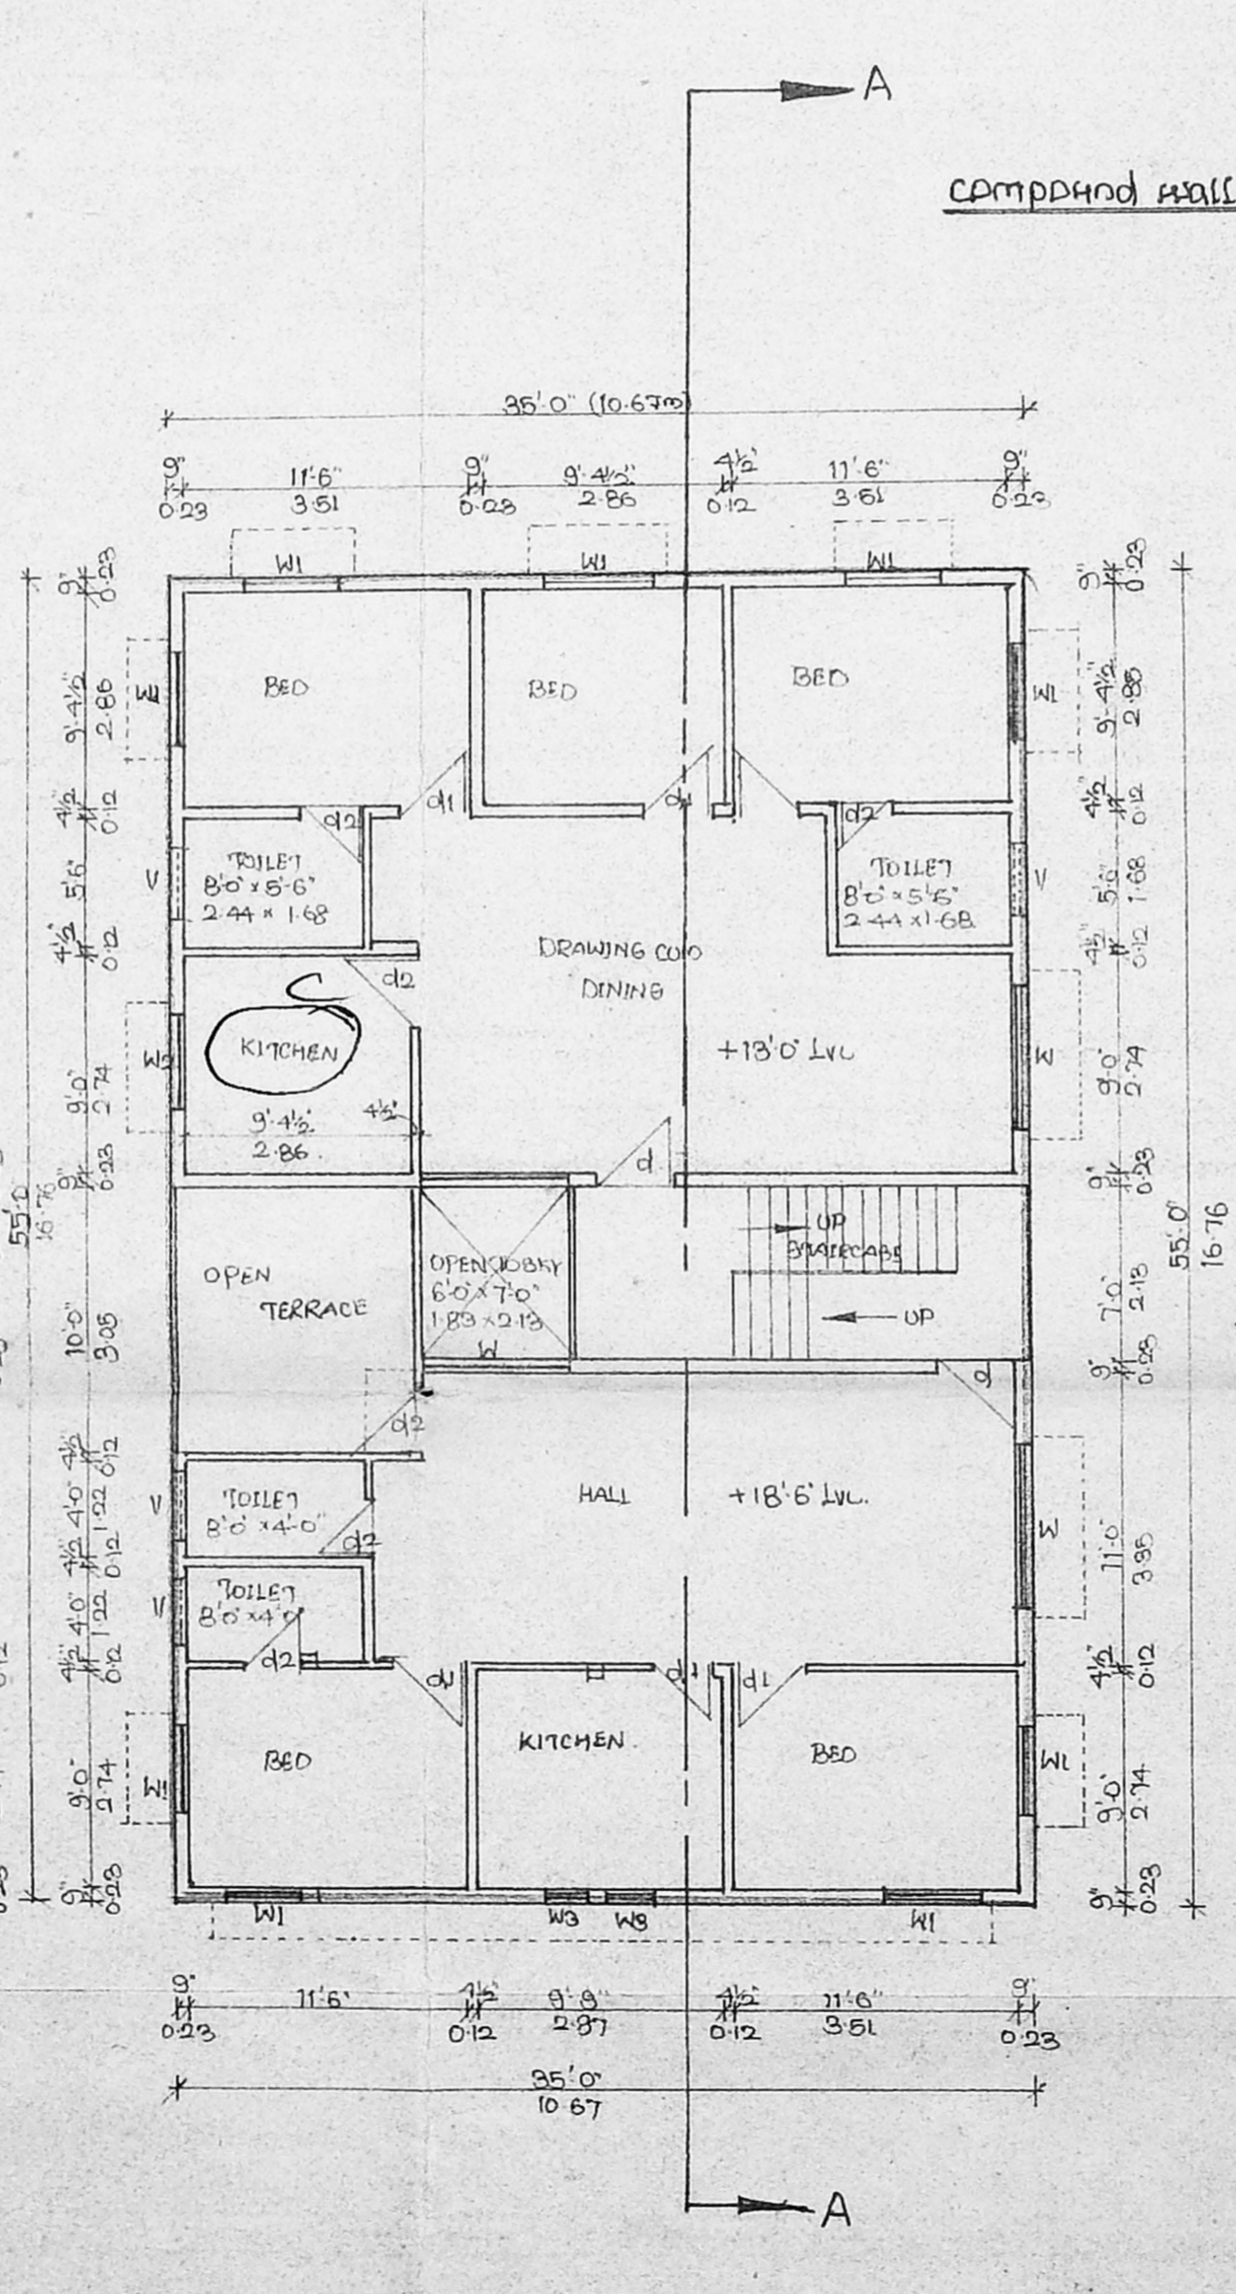 A
compound wall
35'-0" (10.67m)
9" 11'-6" 9" 9'-4½" 4½" 11'-6" 9"
0.23 3.51 0.23 2.86 0.12 3.51 0.23
W1 W1 W1
9" 0.23
9'-4½" 2.86
4½" 0.12
5'6"
4½" 0.12
9'-0" 2.74
9" 0.23
10'-0" 3.05
4½" 0.12
4'-0" 1.22
4½" 0.12
4'-0" 1.22
4½" 0.12
9'-0" 2.74
9" 0.23
55'-0
16.76
W1
V
W2
V
V
W1
BED BED BED
d1 d1
d2 d2
TOILET
8'-0" x 5'-6"
2.44 x 1.68
TOILET
8'-0" x 5'-6"
2.44 x 1.68
DRAWING CUM
DINING
d2
KITCHEN
+13'-0" LVL
9'-4½" 4½"
2.86
d
OPEN
TERRACE
OPEN TO SKY
6'-0" x 7'-0"
1.83 x 2.13
W
UP
STAIRCASE
UP
d
d2
TOILET
8'-0" x 4'-0"
d2
HALL
+18'-6" LVL.
TOILET
8'-0" x 4'-0"
d2
d1 d1 d1
BED KITCHEN BED
W1 W3 W3 W1
W1
V
W
W
W1
9" 0.23
9'-4½" 2.86
4½" 0.12
5'-6" 1.68
4½" 0.12
9'-0" 2.74
9" 0.23
7'-0" 2.13
9" 0.23
11'-0" 3.35
4½" 0.12
9'-0" 2.74
9" 0.23
55'-0"
16.76
9" 11'6" 4½" 9'-9" 4½" 11'-6" 9"
0.23 0.12 2.97 0.12 3.51 0.23
35'-0"
10.67
A